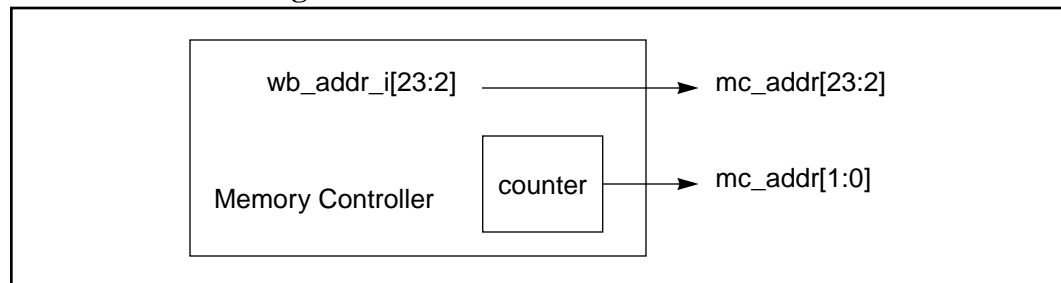 wb_addr_i[23:2] mc_addr[23:2]
counter mc_addr[1:0]
Memory Controller